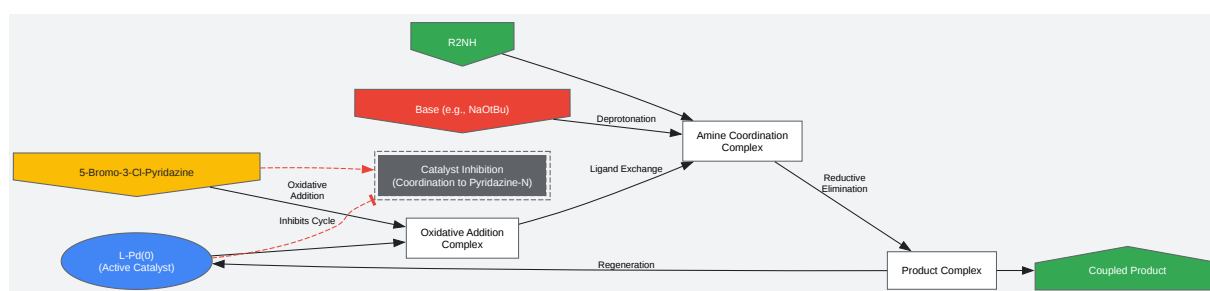 R2NH
Base (e.g., NaOtBu)
Deprotonation
Amine Coordination
Complex
5-Bromo-3-Cl-Pyridazine
Catalyst Inhibition
(Coordination to Pyridazine-N)
Ligand Exchange
Oxidative
Addition
Reductive
Elimination
Inhibits Cycle
Oxidative Addition
Complex
L-Pd(0)
(Active Catalyst)
Regeneration
Product Complex
Coupled Product